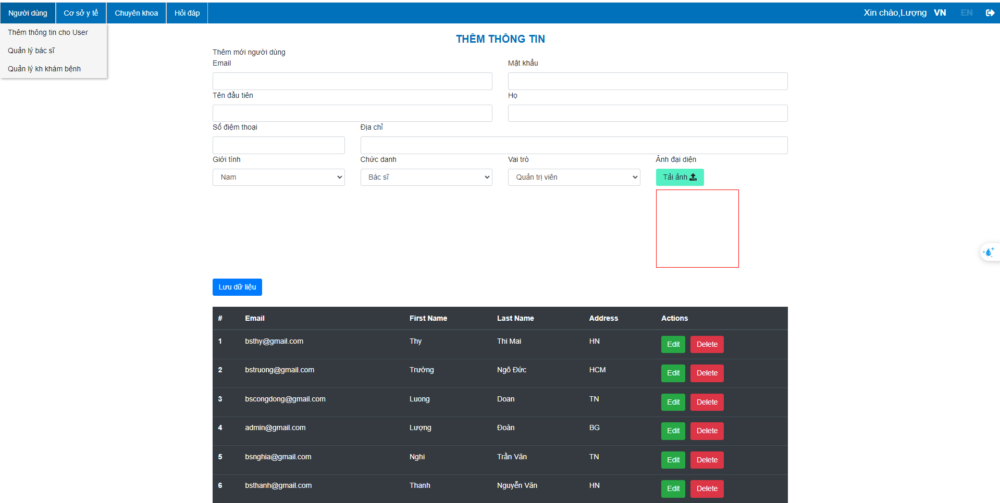 Người dùng Cơ sở y tế Chuyên khoa Hỏi đáp Xin chào,Lượng VN EN
Thêm thông tin cho User
Quản lý bác sĩ
Quản lý kh khám bệnh
THÊM THÔNG TIN
Thêm mới người dùng
Email Mật khẩu
Tên đầu tiên Họ
Số điệm thoại Địa chỉ
Giới tính Chức danh Vai trò Ảnh đại diện
Nam Bác sĩ Quản trị viên Tải ảnh
Lưu dữ liệu
# Email First Name Last Name Address Actions
1 bsthy@gmail.com Thy Thi Mai HN Edit Delete
2 bstruong@gmail.com Trường Ngô Đức HCM Edit Delete
3 bscongdong@gmail.com Luong Doan TN Edit Delete
4 admin@gmail.com Lượng Đoàn BG Edit Delete
5 bsnghia@gmail.com Nghi Trần Văn TN Edit Delete
6 bsthanh@gmail.com Thanh Nguyễn Văn HN Edit Delete